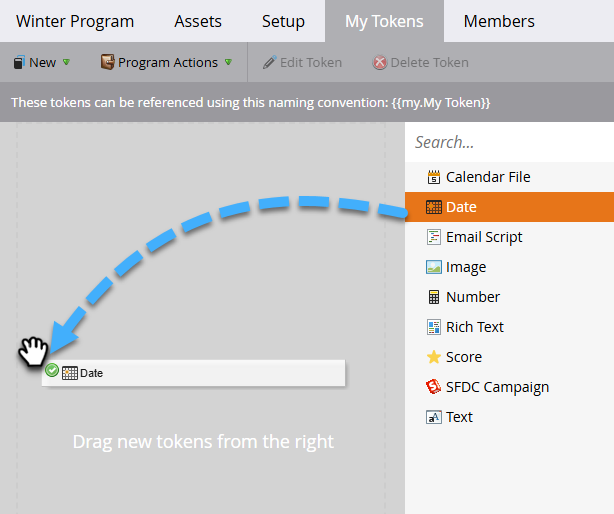 Winter Program Assets Setup My Tokens Members
New Program Actions Edit Token Delete Token
These tokens can be referenced using this naming convention: {{my.My Token}}
Search...
Calendar File
Date
Email Script
Image
Number
Rich Text
Score
SFDC Campaign
Text
Date
Drag new tokens from the right